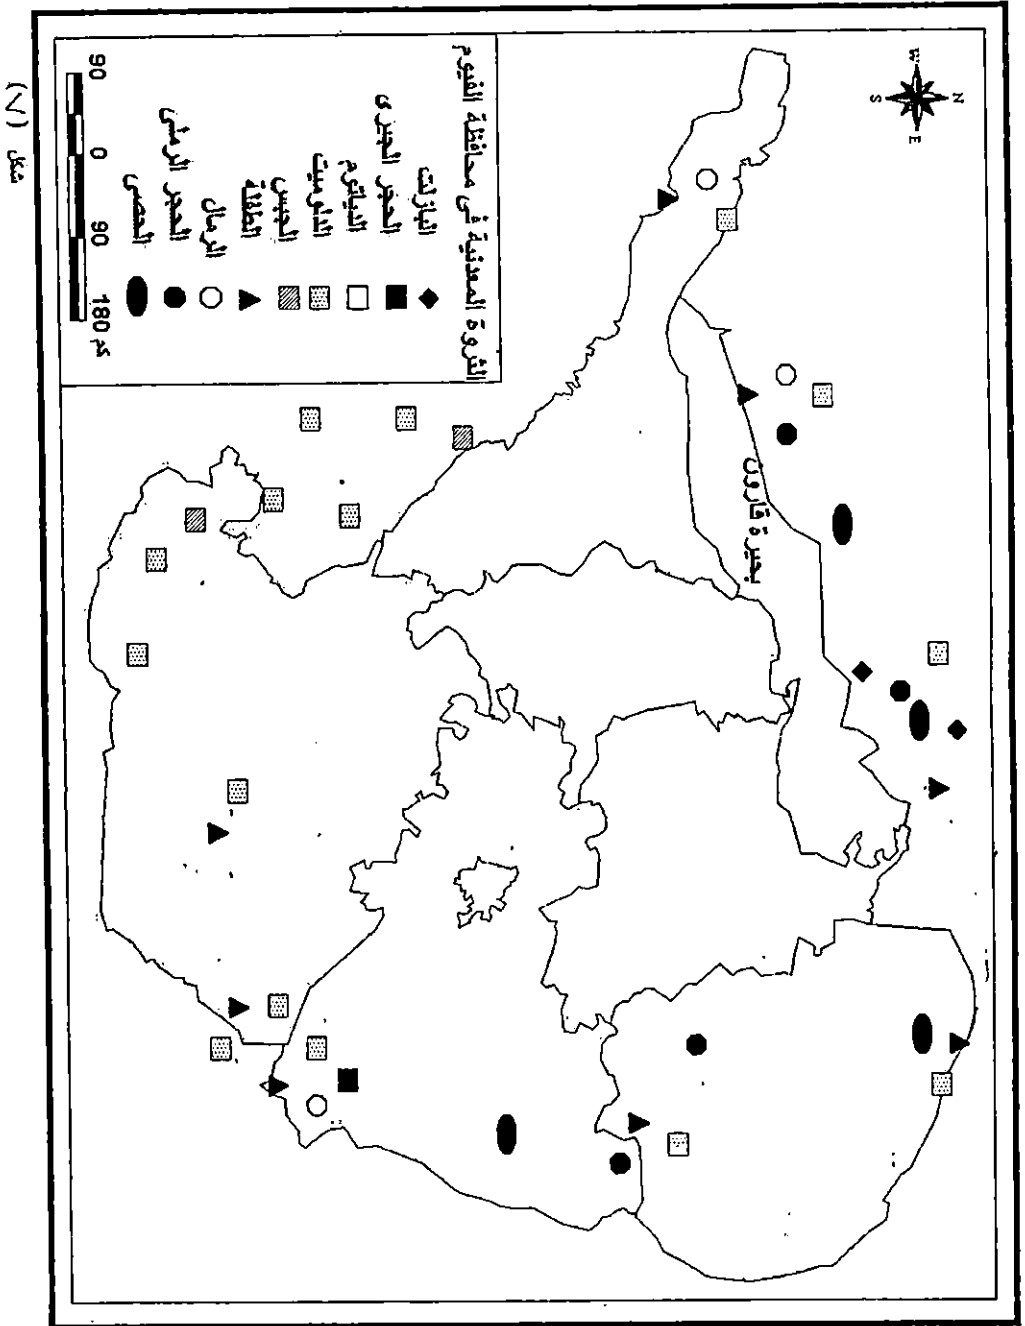 الثروة المعدنية فى محافظة الفيوم
البازلت
الحجر الجيرى
الدياتوم
الدلوميت
الجبس
الطفلة
الرمال
الحجر الرملى
الحصى
90 0 90 180 كم
بحيرة قارون
N
S
E
W
شكل (٧)